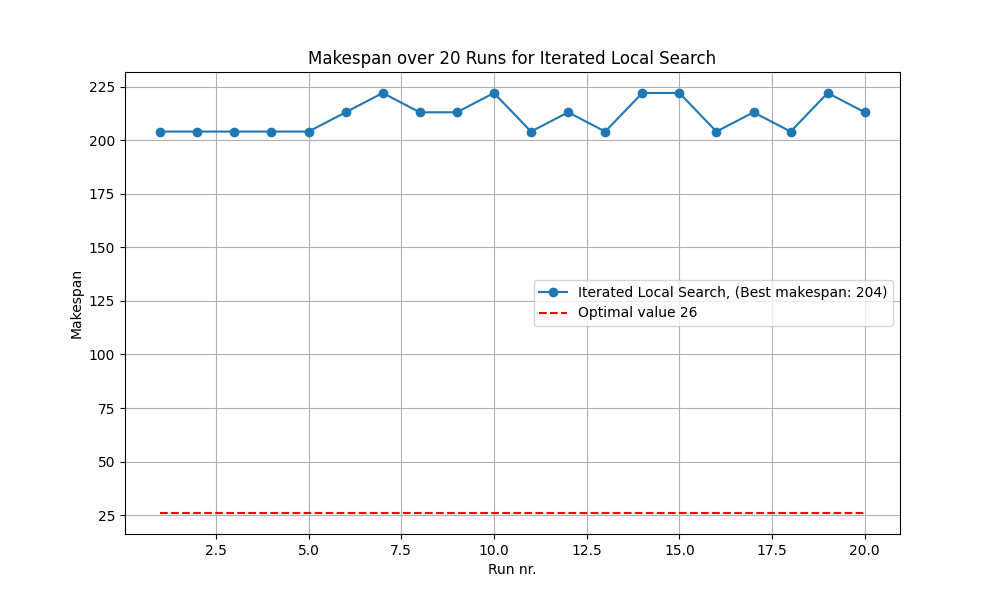 Makespan over 20 Runs for Iterated Local Search
225
200
175
150
125
100
75
50
25
Makespan
Iterated Local Search, (Best makespan: 204)
Optimal value 26
2.5 5.0 7.5 10.0 12.5 15.0 17.5 20.0
Run nr.